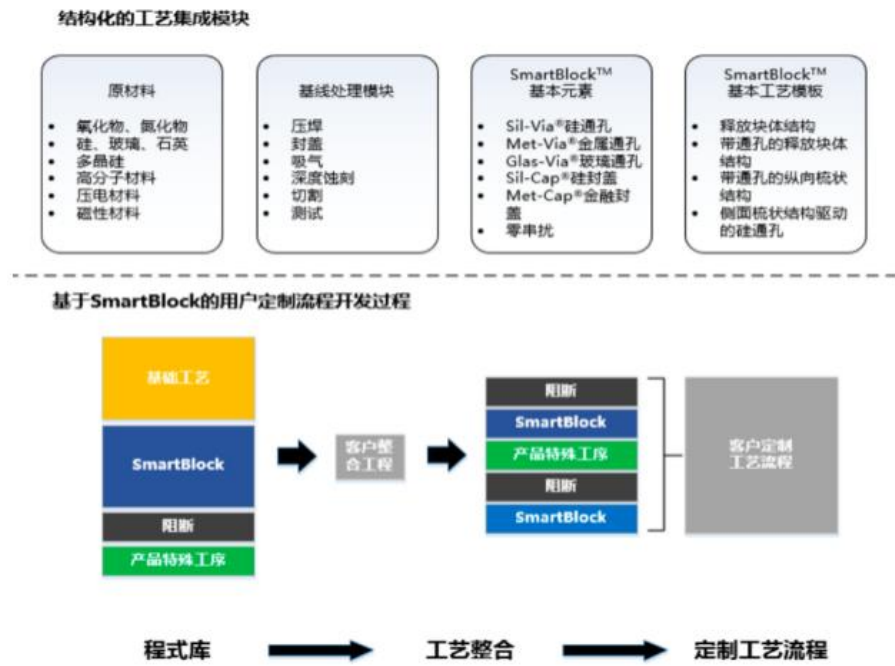 结构化的工艺集成模块
原材料
• 氧化物、氮化物
• 硅、玻璃、石英
• 多晶硅
• 高分子材料
• 压电材料
• 磁性材料
基线处理模块
• 压焊
• 封盖
• 吸气
• 深度蚀刻
• 切割
• 测试
SmartBlock™
基本元素
• Sil-Via®硅通孔
• Met-Via®金属通孔
• Glas-Via®玻璃通孔
• Sil-Cap®硅封盖
• Met-Cap®金融封
盖
• 零串扰
SmartBlock™
基本工艺模板
• 释放块体结构
• 带通孔的释放块体
结构
• 带通孔的纵向梳状
结构
• 侧面梳状结构驱动
的硅通孔
基于SmartBlock的用户定制流程开发过程
基础工艺
SmartBlock
阻断
产品特殊工序
客户整
合工程
阻断
SmartBlock
产品特殊工序
阻断
SmartBlock
客户定制
工艺流程
程式库
工艺整合
定制工艺流程